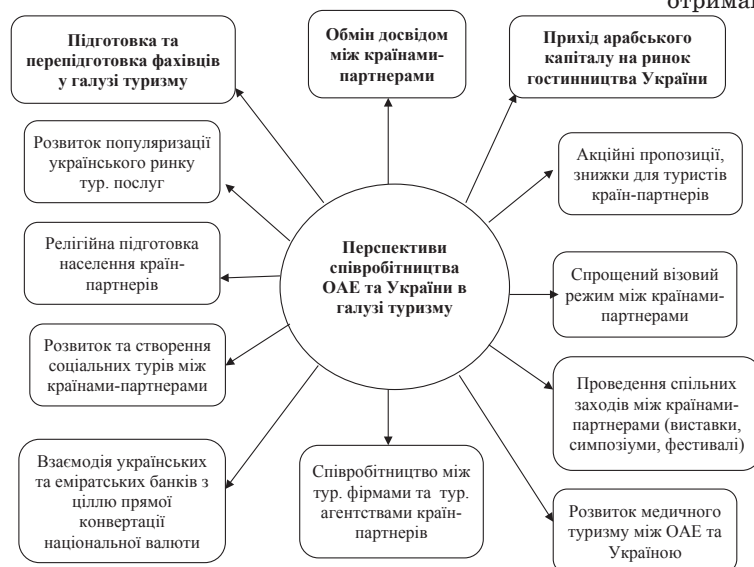 отрима
Підготовка та
перепідготовка фахівців
у галузі туризму
Обмін досвідом
між країнами-
партнерами
Прихід арабського
капіталу на ринок
гостинництва України
Розвиток популяризації
українського ринку
тур. послуг
Акційні пропозиції,
знижки для туристів
країн-партнерів
Релігійна підготовка
населення країн-
партнерів
Перспективи
співробітництва
ОАЕ та України в
галузі туризму
Спрощений візовий
режим між країнами-
партнерами
Розвиток та створення
соціальних турів між
країнами-партнерами
Проведення спільних
заходів між країнами-
партнерами (виставки,
симпозіуми, фестивалі)
Взаємодія українських
та еміратських банків з
ціллю прямої
конвертації
національної валюти
Співробітництво між
тур. фірмами та тур.
агентствами країн-
партнерів
Розвиток медичного
туризму між ОАЕ та
Україною